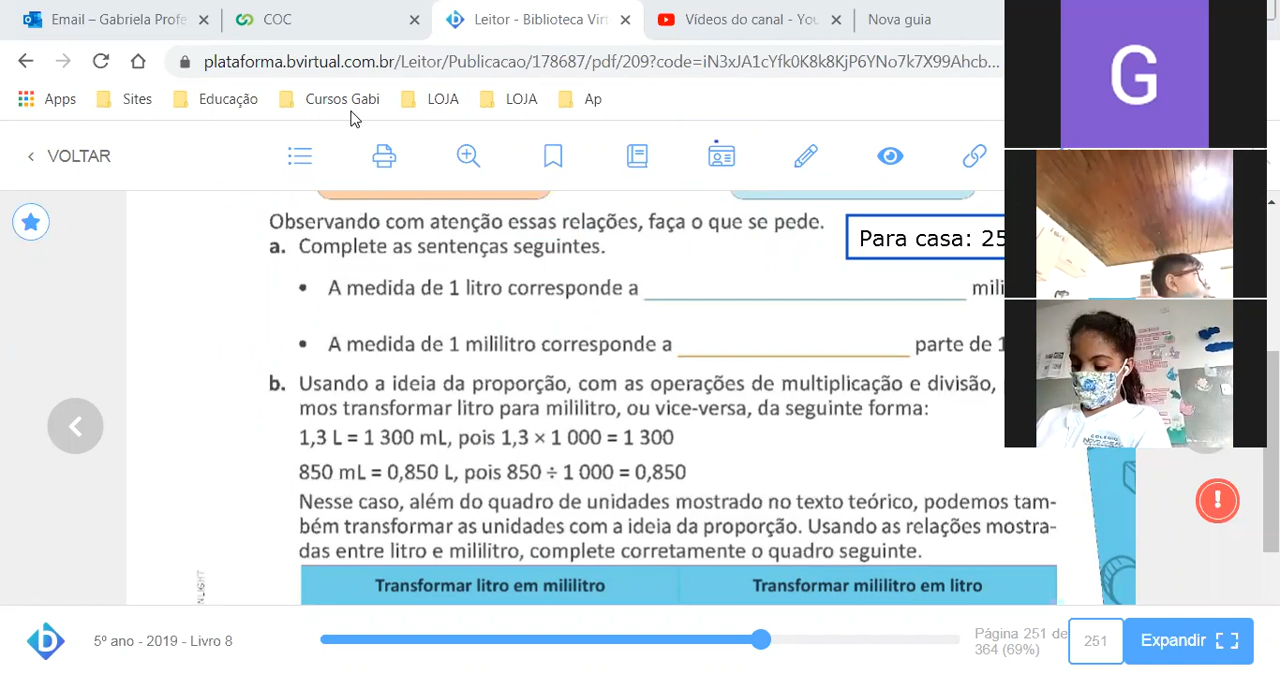 Email – Gabriela Profe
COC
Leitor - Biblioteca Virt
Vídeos do canal - You
Nova guia
plataforma.bvirtual.com.br/Leitor/Publicacao/178687/pdf/209?code=iN3xJA1cYfk0K8k8KjP6YNo7k7X99Ahcb...
Apps
Sites
Educação
Cursos Gabi
LOJA
LOJA
Ap
G
VOLTAR
Observando com atenção essas relações, faça o que se pede.
Para casa: 25
a. Complete as sentenças seguintes.
• A medida de 1 litro corresponde a mili
• A medida de 1 mililitro corresponde a parte de 1
b. Usando a ideia da proporção, com as operações de multiplicação e divisão,
mos transformar litro para mililitro, ou vice-versa, da seguinte forma:
1,3 L = 1 300 mL, pois 1,3 × 1 000 = 1 300
850 mL = 0,850 L, pois 850 ÷ 1 000 = 0,850
Nesse caso, além do quadro de unidades mostrado no texto teórico, podemos tam-
bém transformar as unidades com a ideia da proporção. Usando as relações mostra-
das entre litro e mililitro, complete corretamente o quadro seguinte.
Transformar litro em mililitro
Transformar mililitro em litro
5º ano - 2019 - Livro 8
Página 251 de
364 (69%)
251
Expandir